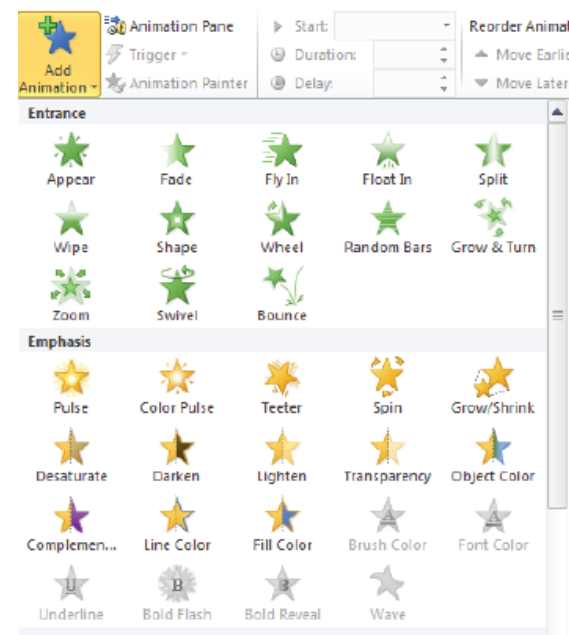 Add
Animation
Animation Pane
Trigger
Animation Painter
Start:
Duration:
Delay:
Reorder Animat
Move Earlie
Move Later
Entrance
Appear Fade Fly In Float In Split
Wipe Shape Wheel Random Bars Grow & Turn
Zoom Swivel Bounce
Emphasis
Pulse Color Pulse Teeter Spin Grow/Shrink
Desaturate Darken Lighten Transparency Object Color
Complemen... Line Color Fill Color Brush Color Font Color
Underline Bold Flash Bold Reveal Wave